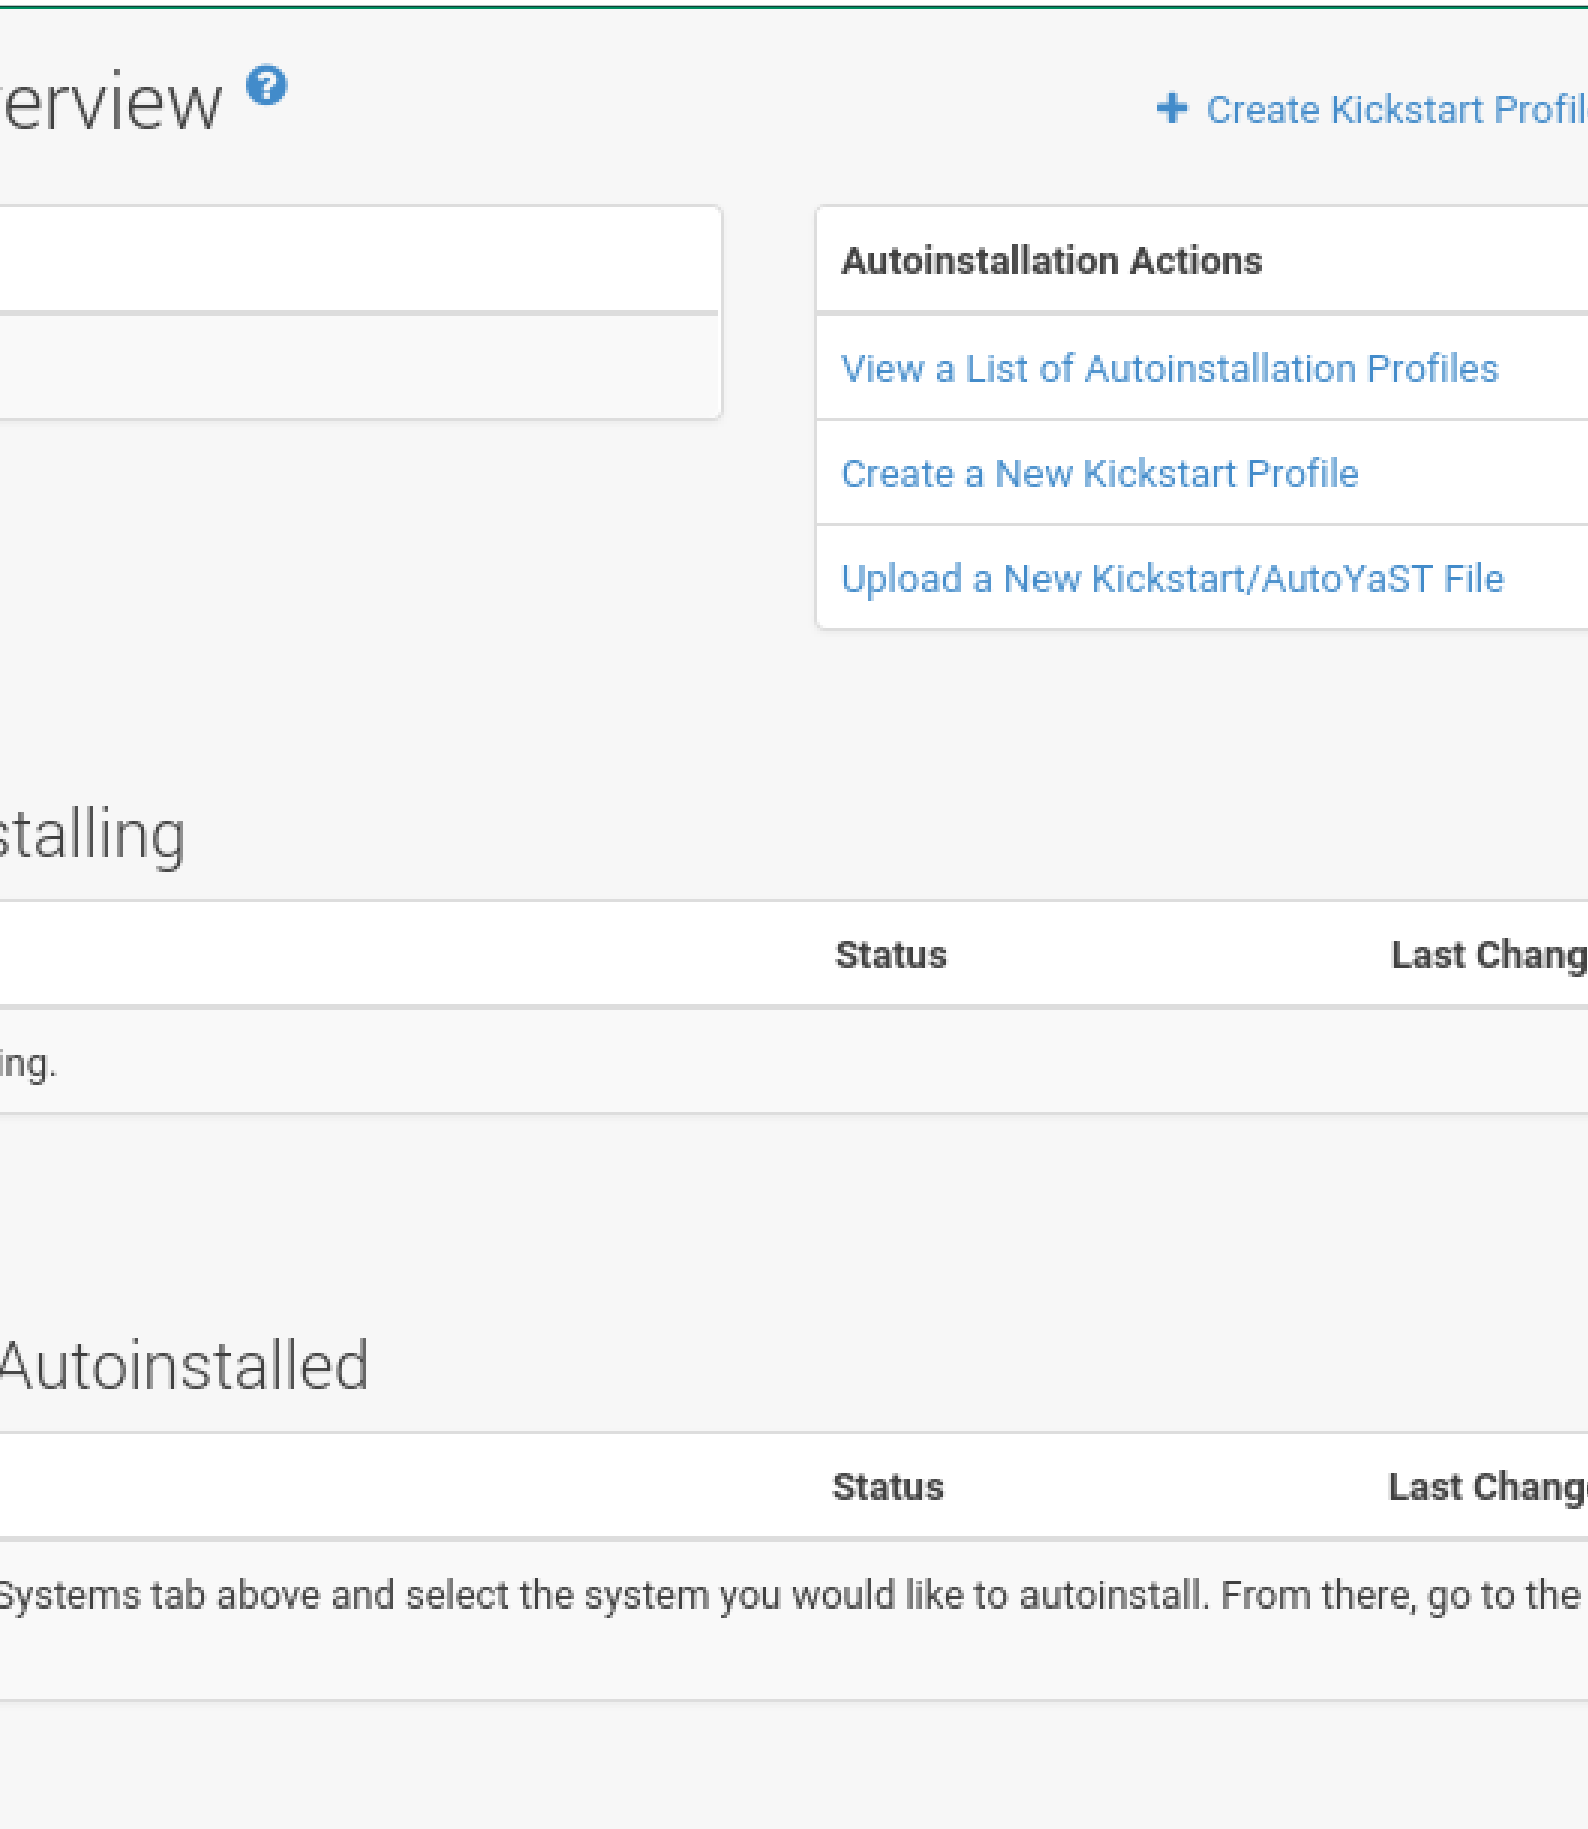 erview
Create Kickstart Profil
Autoinstallation Actions
View a List of Autoinstallation Profiles
Create a New Kickstart Profile
Upload a New Kickstart/AutoYaST File
stalling
Status Last Chang
ing.
Autoinstalled
Status Last Chang
Systems tab above and select the system you would like to autoinstall. From there, go to the